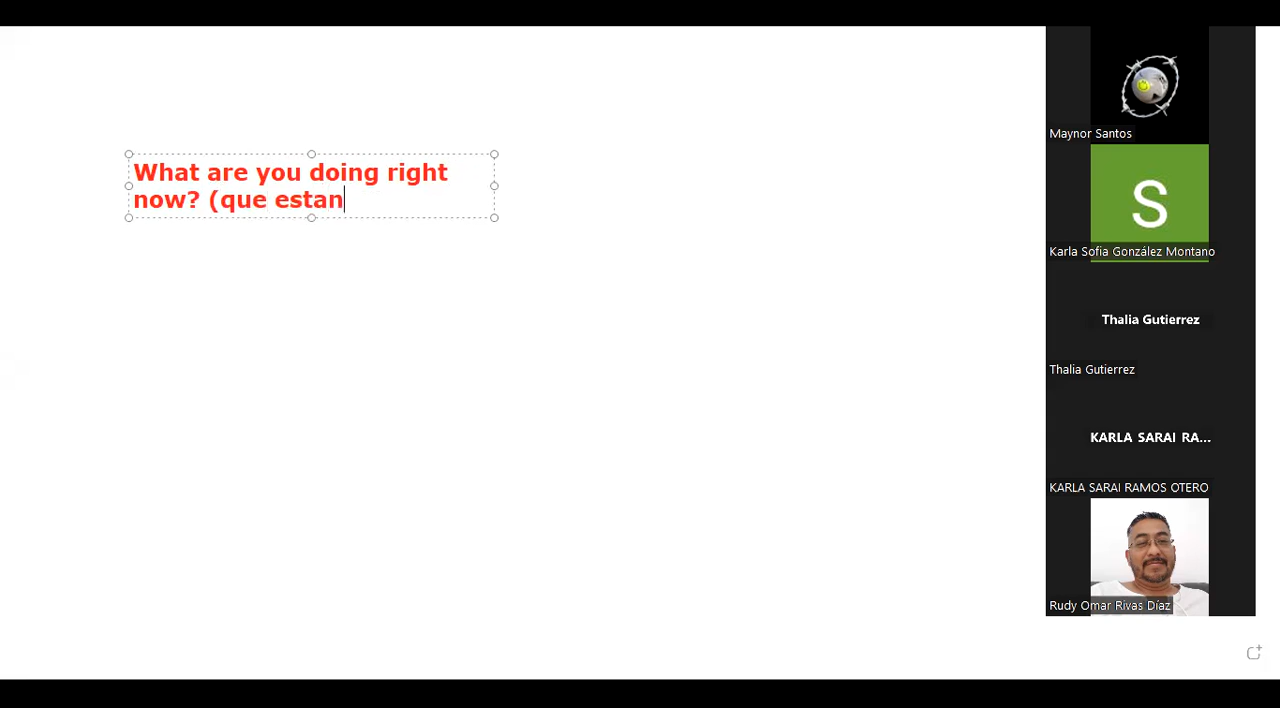 What are you doing right
now? (que estan
Maynor Santos
S
Karla Sofia González Montano
Thalia Gutierrez
Thalia Gutierrez
KARLA SARAI RA...
KARLA SARAI RAMOS OTERO
Rudy Omar Rivas Díaz